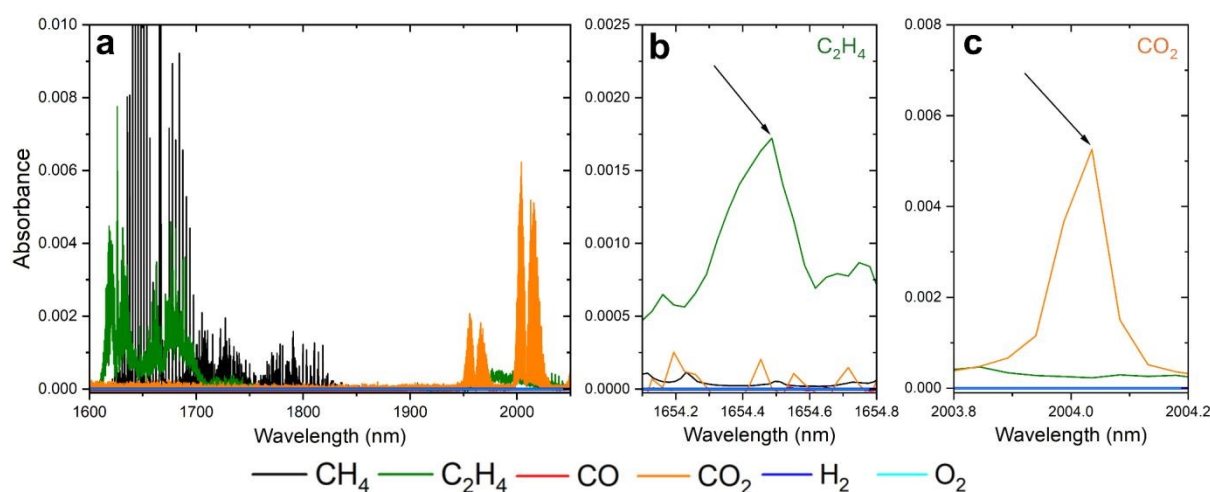 a
0.010
0.008
0.006
0.004
0.002
0.000
Absorbance
1600
1700
1800
1900
2000
Wavelength (nm)
b
C₂H₄
0.0025
0.0020
0.0015
0.0010
0.0005
0.0000
1654.2
1654.4
1654.6
1654.8
Wavelength (nm)
c
CO₂
0.008
0.006
0.004
0.002
0.000
2003.8
2004.0
2004.2
Wavelength (nm)
CH₄ C₂H₄ CO CO₂ H₂ O₂